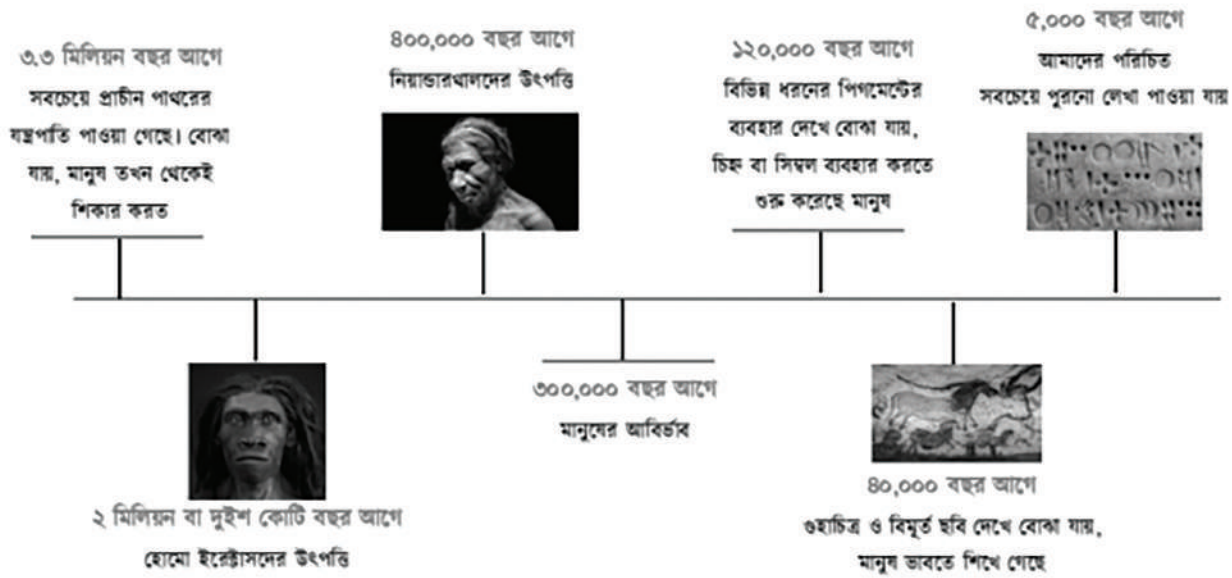 ৩.৩ মিলিয়ন বছর আগে
সবচেয়ে প্রাচীন পাথরের
যন্ত্রপাতি পাওয়া গেছে। বোঝা
যায়, মানুষ তখন থেকেই
শিকার করত
২ মিলিয়ন বা দুইশ কোটি বছর আগে
হোমো ইরেক্টাসদের উৎপত্তি
৪০০,০০০ বছর আগে
নিয়ান্ডারথালদের উৎপত্তি
৩০০,০০০ বছর আগে
মানুষের আবির্ভাব
১২০,০০০ বছর আগে
বিভিন্ন ধরনের পিগমেন্টের
ব্যবহার দেখে বোঝা যায়,
চিহ্ন বা সিম্বল ব্যবহার করতে
শুরু করেছে মানুষ
৪০,০০০ বছর আগে
গুহাচিত্র ও বিমূর্ত ছবি দেখে বোঝা যায়,
মানুষ ভাবতে শিখে গেছে
৫,০০০ বছর আগে
আমাদের পরিচিত
সবচেয়ে পুরনো লেখা পাওয়া যায়